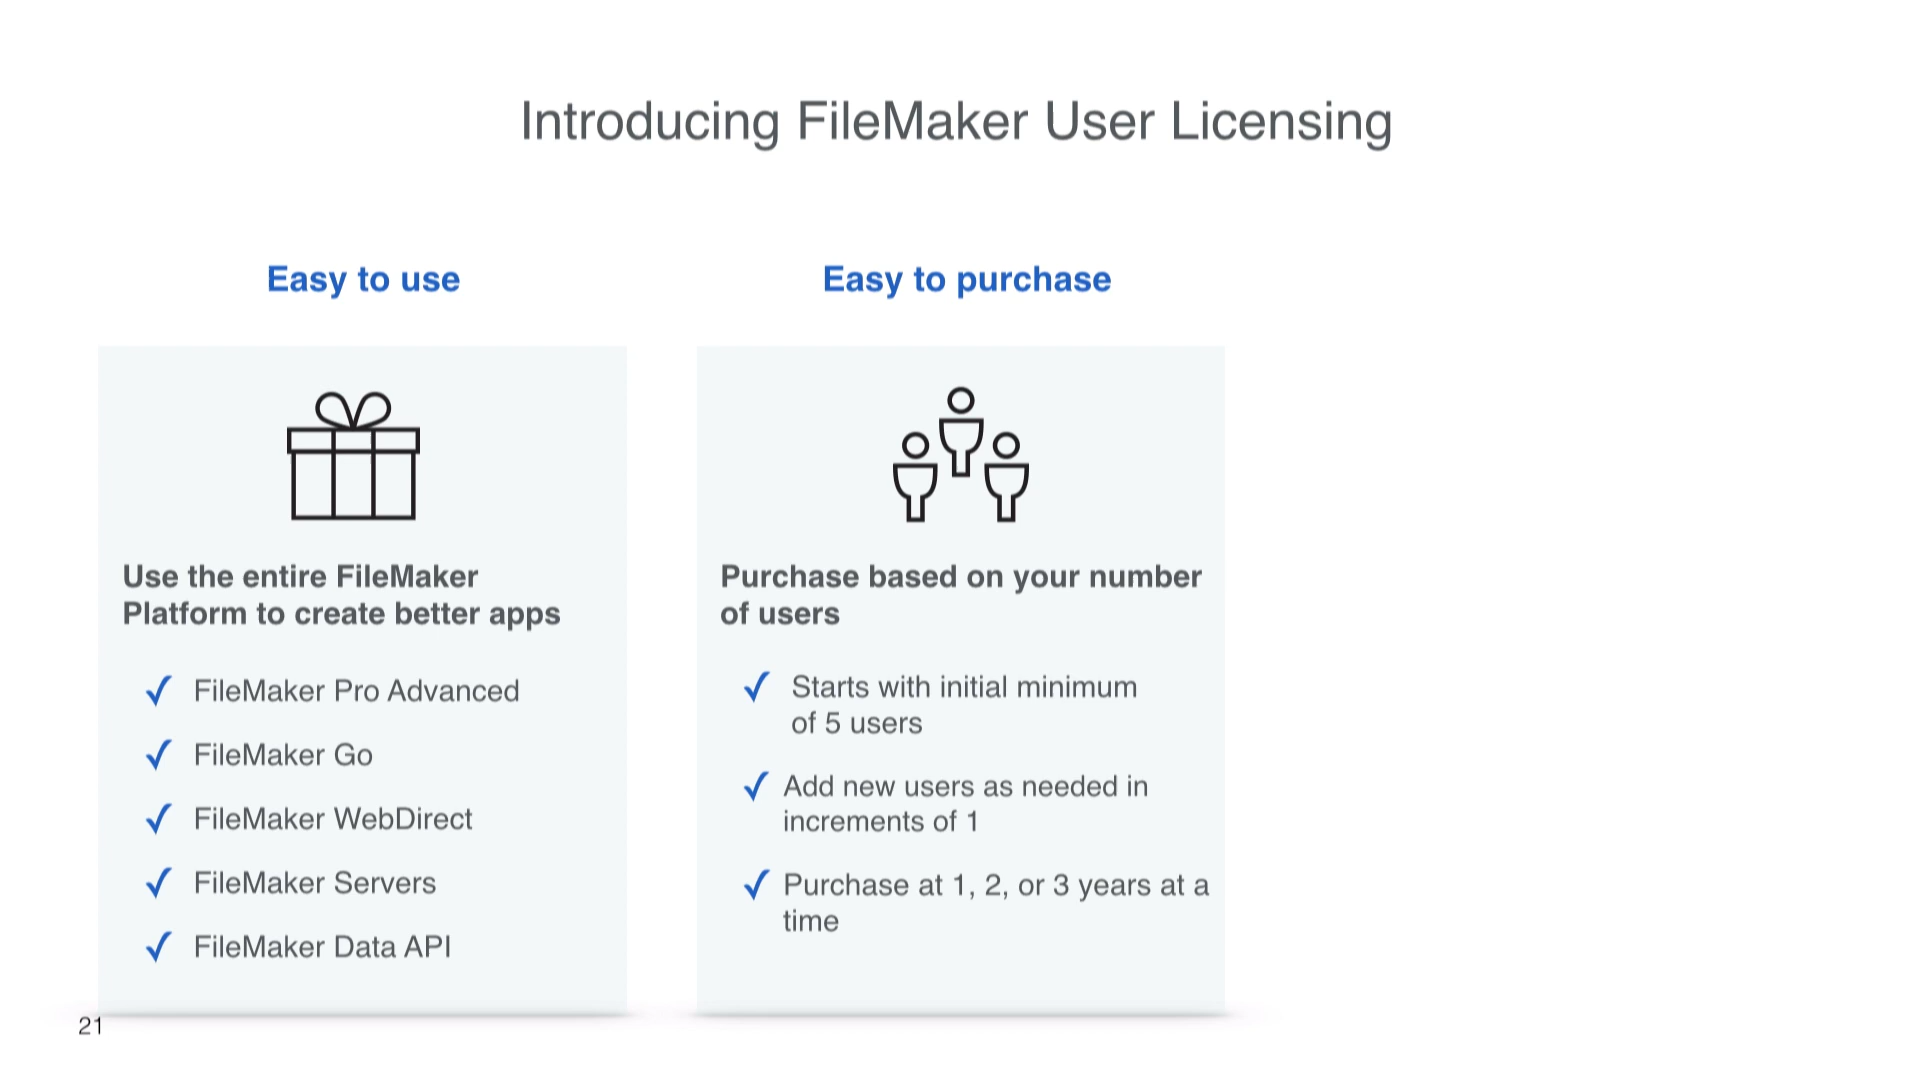 Introducing FileMaker User Licensing
Easy to use
Use the entire FileMaker
Platform to create better apps
FileMaker Pro Advanced
FileMaker Go
FileMaker WebDirect
FileMaker Servers
FileMaker Data API
Easy to purchase
Purchase based on your number
of users
Starts with initial minimum
of 5 users
Add new users as needed in
increments of 1
Purchase at 1, 2, or 3 years at a
time
21